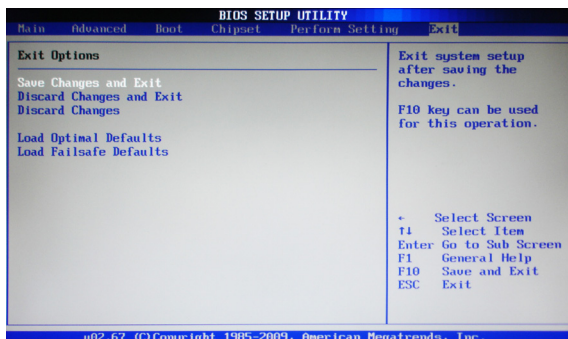 BIOS SETUP UTILITY
Main Advanced Boot Chipset Perform Setting Exit
Exit Options
Save Changes and Exit
Discard Changes and Exit
Discard Changes
Load Optimal Defaults
Load Failsafe Defaults
Exit system setup
after saving the
changes.
F10 key can be used
for this operation.
← Select Screen
↑↓ Select Item
Enter Go to Sub Screen
F1 General Help
F10 Save and Exit
ESC Exit
v02.67 (C)Copyright 1985-2009, American Megatrends, Inc.